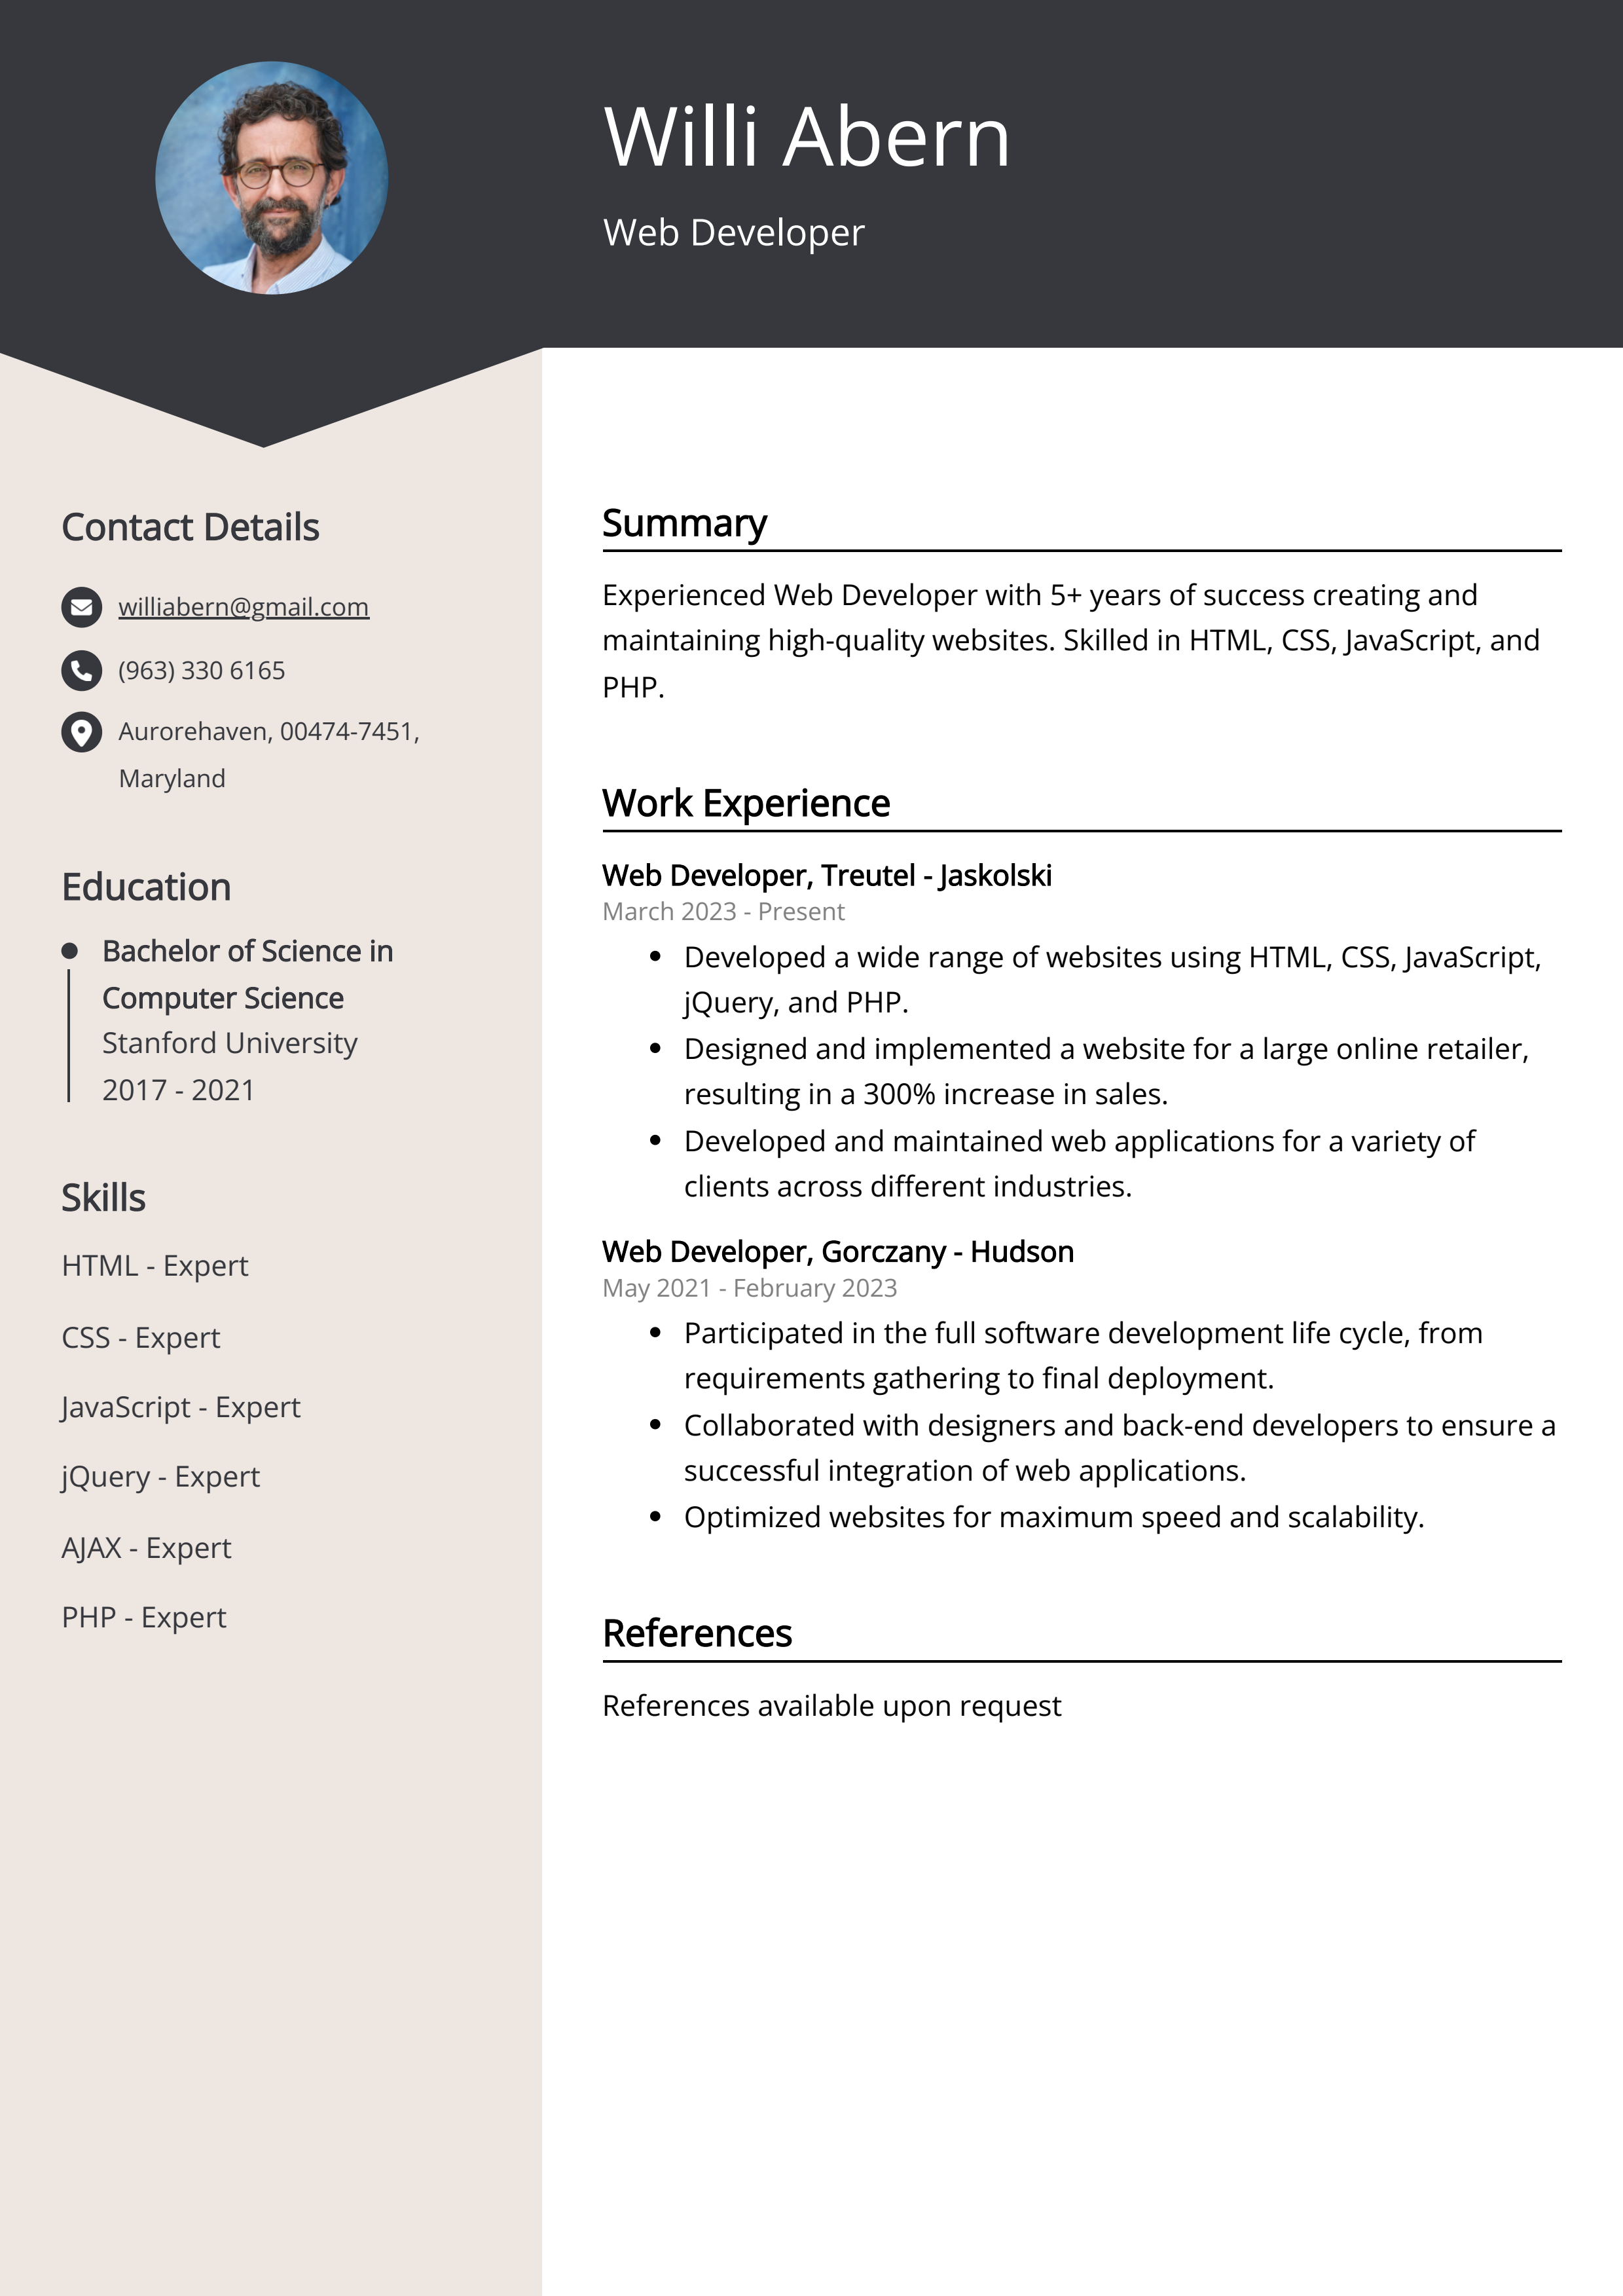 Willi Abern
Web Developer
Contact Details
williabern@gmail.com
(963) 330 6165
Aurorehaven, 00474-7451,
Maryland
Education
Bachelor of Science in
Computer Science
Stanford University
2017 - 2021
Skills
HTML - Expert
CSS - Expert
JavaScript - Expert
jQuery - Expert
AJAX - Expert
PHP - Expert
Summary
Experienced Web Developer with 5+ years of success creating and
maintaining high-quality websites. Skilled in HTML, CSS, JavaScript, and
PHP.
Work Experience
Web Developer, Treutel - Jaskolski
March 2023 - Present
• Developed a wide range of websites using HTML, CSS, JavaScript,
jQuery, and PHP.
• Designed and implemented a website for a large online retailer,
resulting in a 300% increase in sales.
• Developed and maintained web applications for a variety of
clients across different industries.
Web Developer, Gorczany - Hudson
May 2021 - February 2023
• Participated in the full software development life cycle, from
requirements gathering to final deployment.
• Collaborated with designers and back-end developers to ensure a
successful integration of web applications.
• Optimized websites for maximum speed and scalability.
References
References available upon request